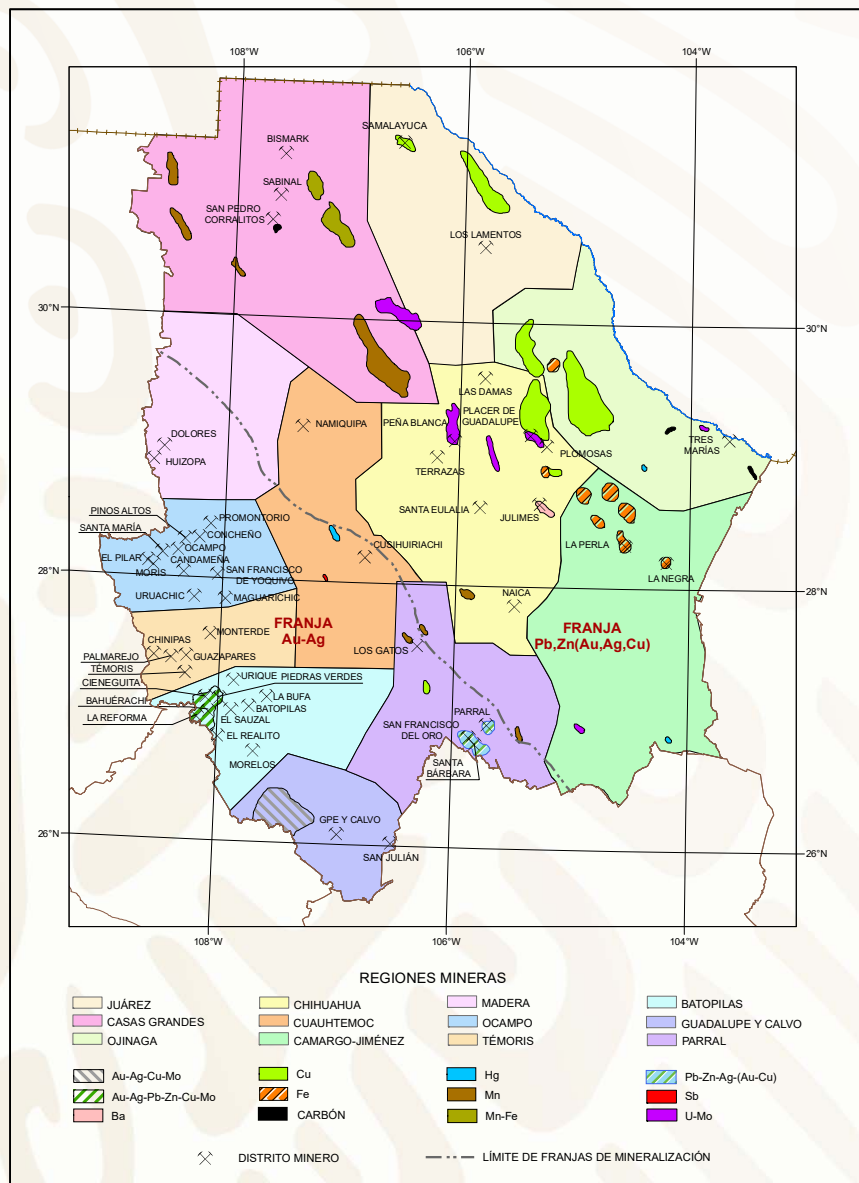 108°W
106°W
104°W
SAMALAYUCA
BISMARK
SABINAL
SAN PEDRO
CORRALITOS
LOS LAMENTOS
30°N
30°N
LAS DAMAS
PEÑA BLANCA
PLACER DE
GUADALUPE
NAMIQUIPA
DOLORES
HUIZOPA
TERRAZAS
PLOMOSAS
TRES
MARÍAS
PINOS ALTOS
SANTA MARÍA
PROMONTORIO
CONCHEÑO
SANTA EULALIA
JULIMES
EL PILAR
OCAMPO
CANDAMEÑA
MORIS
CUSIHUIRIACHI
LA PERLA
28°N
SAN FRANCISCO
DE YOQUIVO
LA NEGRA
28°N
URUACHIC
MAGUARICHIC
NAICA
FRANJA
Au-Ag
FRANJA
Pb,Zn(Au,Ag,Cu)
CHINIPAS
MONTERDE
LOS GATOS
PALMAREJO
GUAZAPARES
TÉMORIS
CIENEGUITA
URIQUE
PIEDRAS VERDES
BAHUÉRACHI
LA BUFA
BATOPILAS
LA REFORMA
EL SAUZAL
PARRAL
SAN FRANCISCO
DEL ORO
EL REALITO
MORELOS
SANTA
BÁRBARA
26°N
GPE Y CALVO
SAN JULIÁN
26°N
108°W
106°W
104°W
REGIONES MINERAS
JUÁREZ
CHIHUAHUA
MADERA
BATOPILAS
CASAS GRANDES
CUAUHTEMOC
OCAMPO
GUADALUPE Y CALVO
OJINAGA
CAMARGO-JIMÉNEZ
TÉMORIS
PARRAL
Au-Ag-Cu-Mo
Cu
Hg
Pb-Zn-Ag-(Au-Cu)
Au-Ag-Pb-Zn-Cu-Mo
Fe
Mn
Sb
Ba
CARBÓN
Mn-Fe
U-Mo
DISTRITO MINERO
LÍMITE DE FRANJAS DE MINERALIZACIÓN